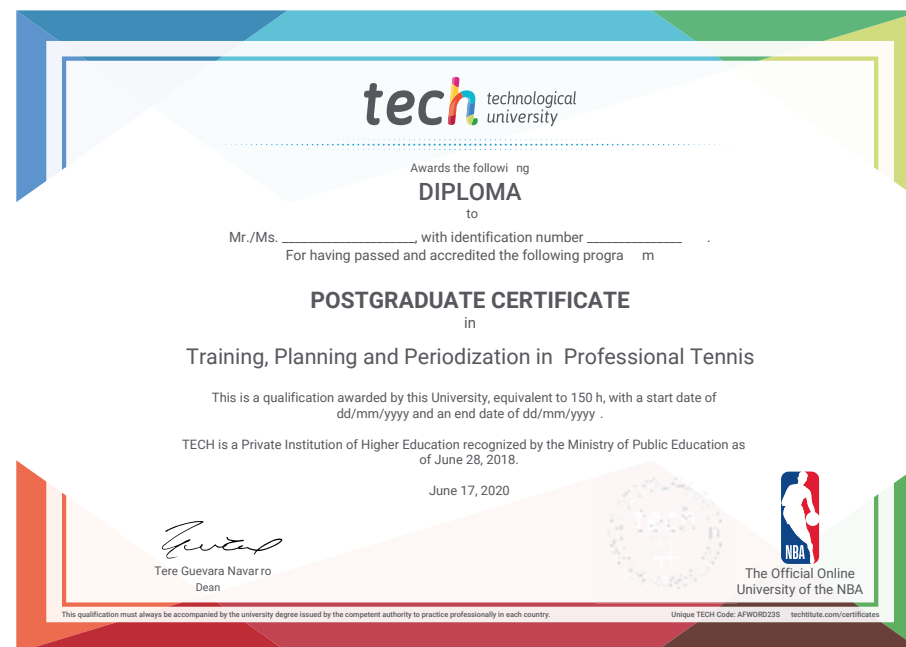 tech technological
university
Awards the followi ng
DIPLOMA
to
Mr./Ms. ____________________, with identification number ______________ .
For having passed and accredited the following progra m
POSTGRADUATE CERTIFICATE
in
Training, Planning and Periodization in Professional Tennis
This is a qualification awarded by this University, equivalent to 150 h, with a start date of
dd/mm/yyyy and an end date of dd/mm/yyyy .
TECH is a Private Institution of Higher Education recognized by the Ministry of Public Education as
of June 28, 2018.
June 17, 2020
tech
NBA
Tere Guevara Navar ro
Dean
The Official Online
University of the NBA
This qualification must always be accompanied by the university degree issued by the competent authority to practice professionally in each country.
Unique TECH Code: AFWORD23S techtitute.com/certificates